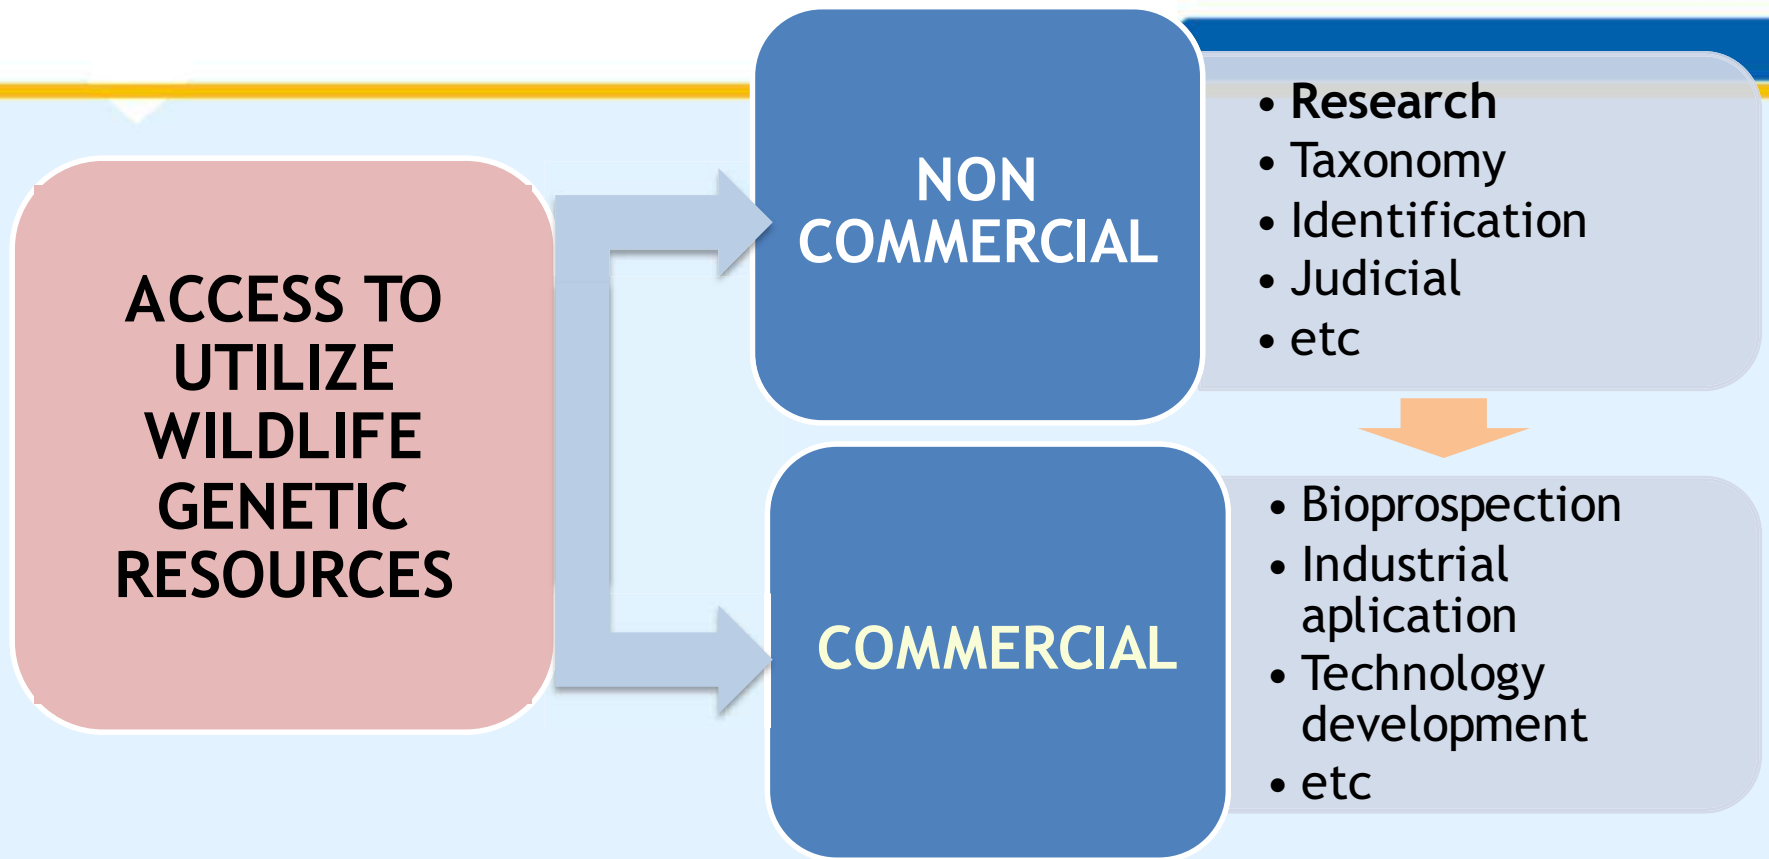 ACCESS TO
UTILIZE
WILDLIFE
GENETIC
RESOURCES
NON
COMMERCIAL
• Research
• Taxonomy
• Identification
• Judicial
• etc
COMMERCIAL
• Bioprospection
• Industrial
aplication
• Technology
development
• etc